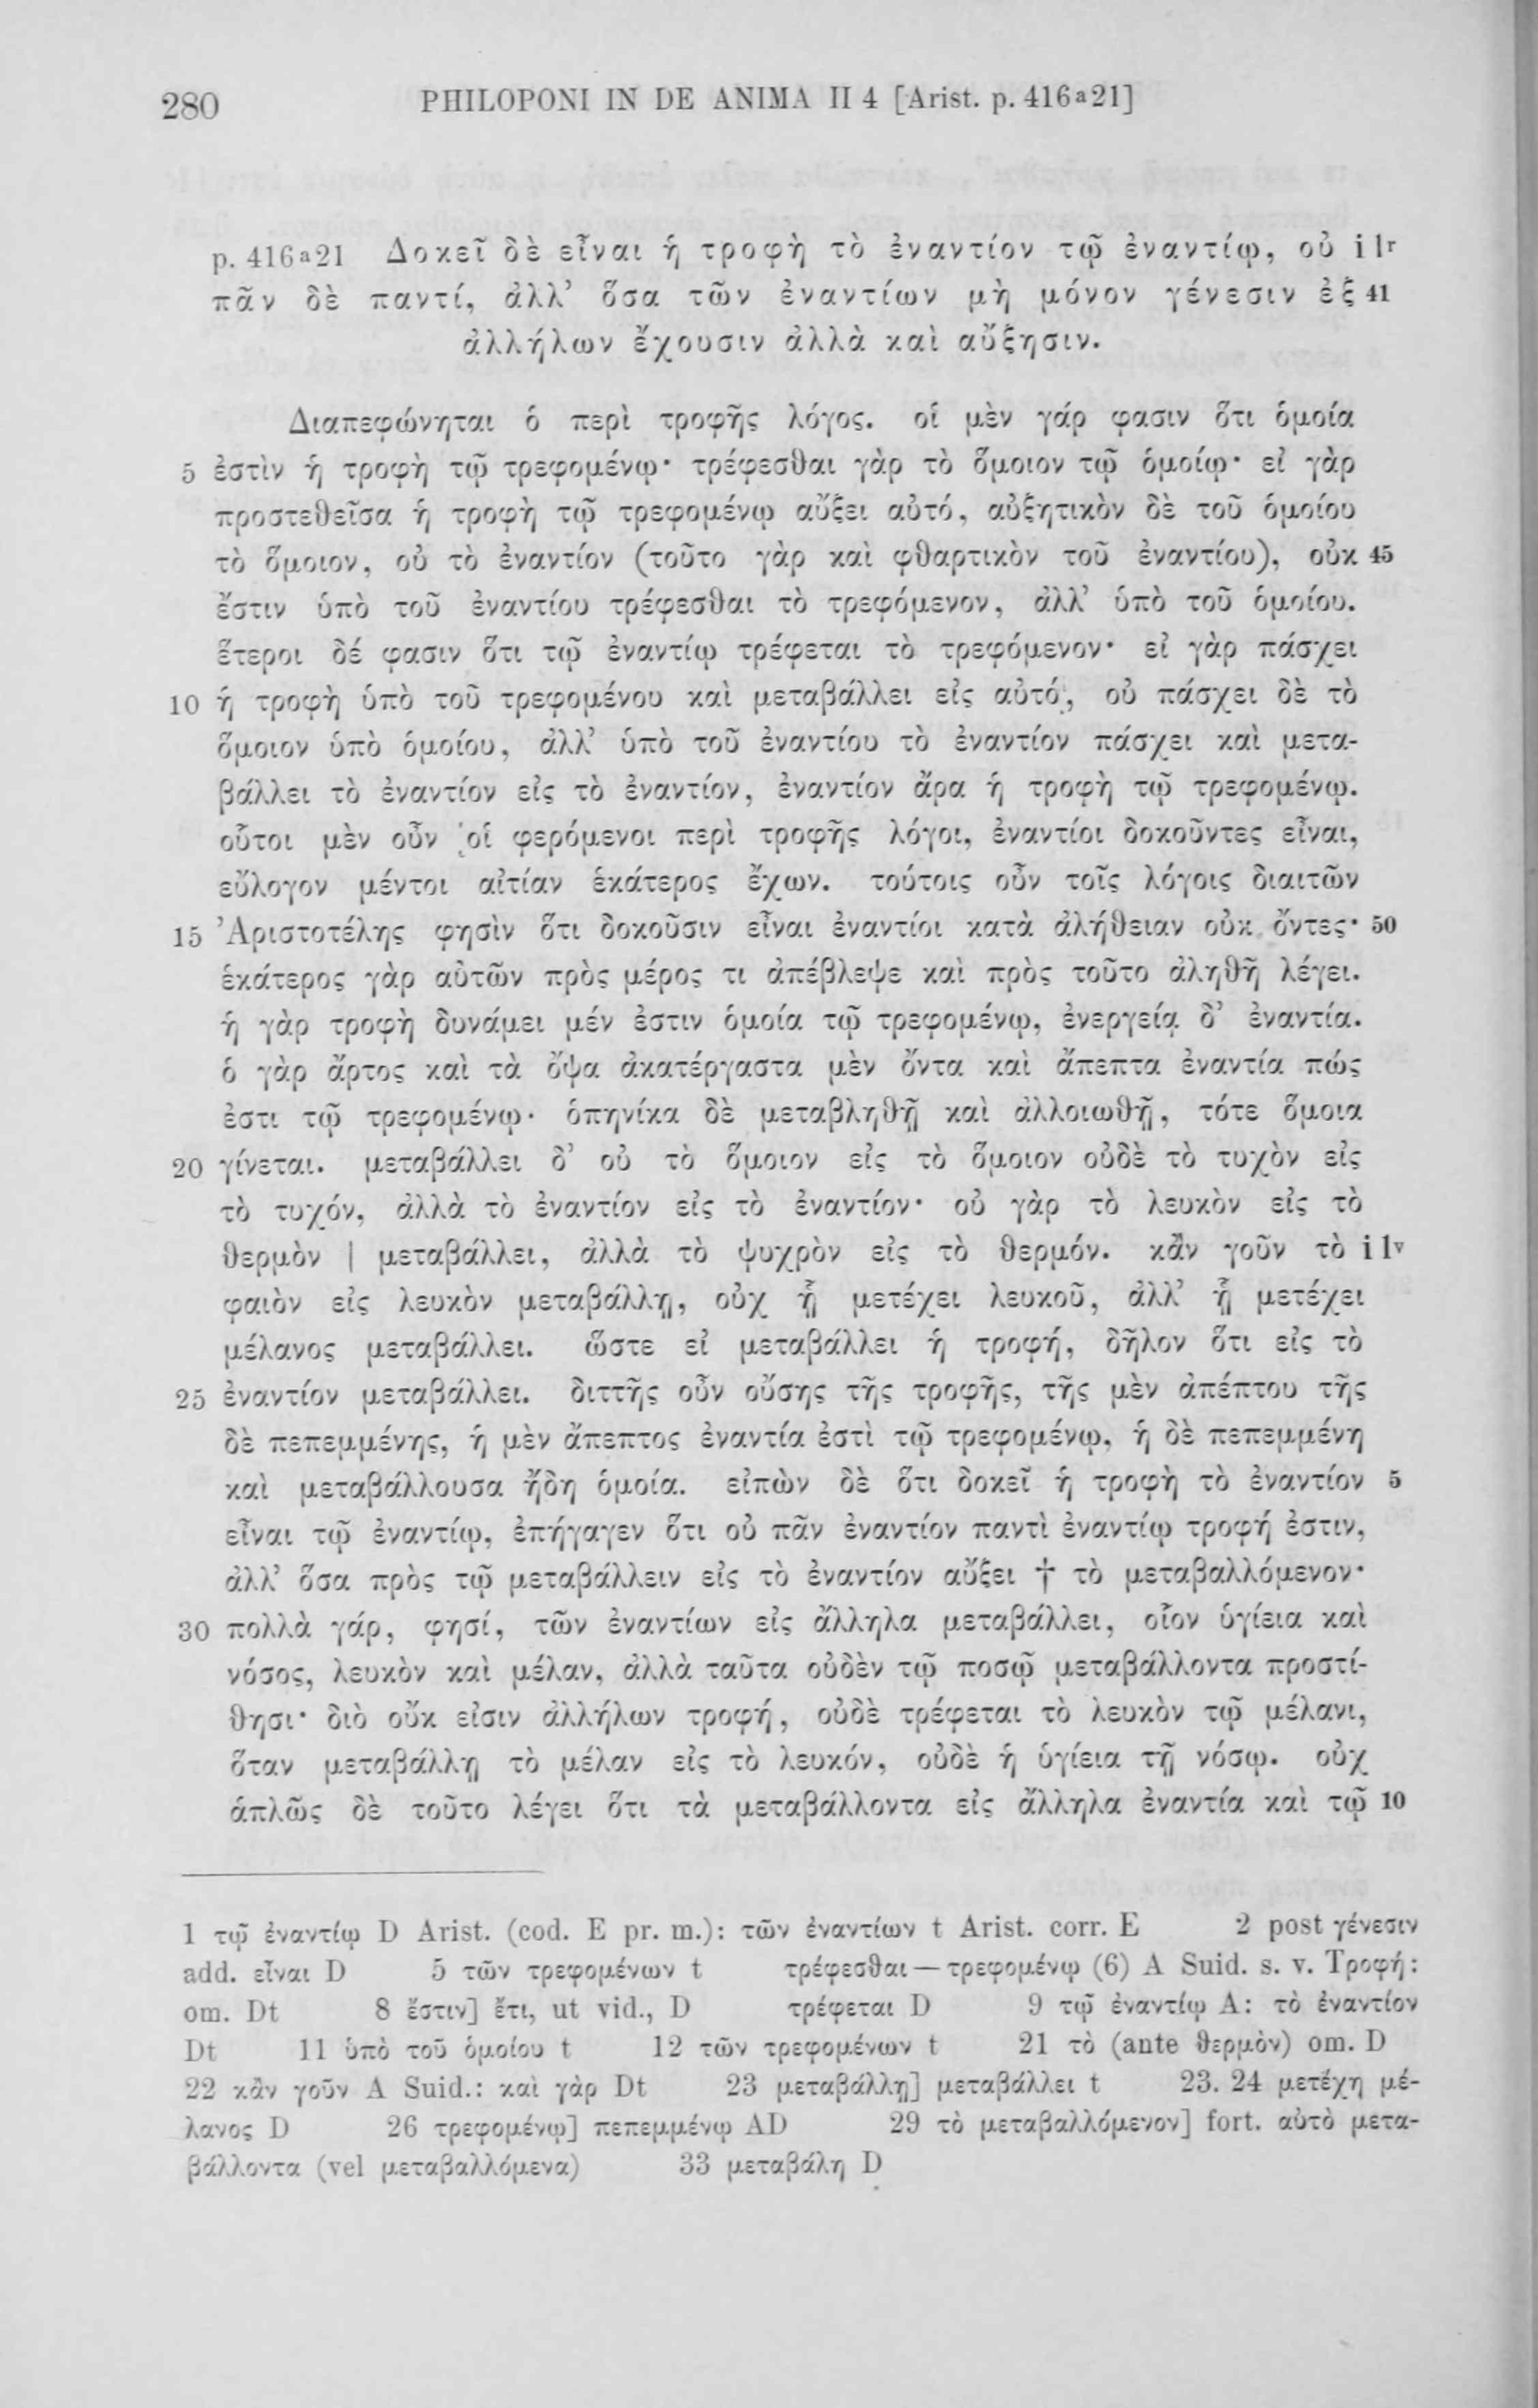 280 PHILOPONI IN DE ANIMA II 4 [Arist. p. 416a21]
p. 416a21 Δοκεῖ δὲ εἶναι ἡ τροφὴ τὸ ἐναντίον τῷ ἐναντίῳ, οὐ i 1r
πᾶν δὲ παντί, ἀλλ’ ὅσα τῶν ἐναντίων μὴ μόνον γένεσιν ἐξ 41
ἀλλήλων ἔχουσιν ἀλλὰ καὶ αὔξησιν.
Διαπεφώνηται ὁ περὶ τροφῆς λόγος. οἱ μὲν γάρ φασιν ὅτι ὁμοία
5 ἐστὶν ἡ τροφὴ τῷ τρεφομένῳ· τρέφεσθαι γὰρ τὸ ὅμοιον τῷ ὁμοίῳ· εἰ γὰρ
προστεθεῖσα ἡ τροφὴ τῷ τρεφομένῳ αὔξει αὐτό, αὐξητικὸν δὲ τοῦ ὁμοίου
τὸ ὅμοιον, οὐ τὸ ἐναντίον (τοῦτο γὰρ καὶ φθαρτικὸν τοῦ ἐναντίου), οὐκ 45
ἔστιν ὑπὸ τοῦ ἐναντίου τρέφεσθαι τὸ τρεφόμενον, ἀλλ’ ὑπὸ τοῦ ὁμοίου.
ἕτεροι δέ φασιν ὅτι τῷ ἐναντίῳ τρέφεται τὸ τρεφόμενον· εἰ γὰρ πάσχει
10 ἡ τροφὴ ὑπὸ τοῦ τρεφομένου καὶ μεταβάλλει εἰς αὐτό, οὐ πάσχει δὲ τὸ
ὅμοιον ὑπὸ ὁμοίου, ἀλλ’ ὑπὸ τοῦ ἐναντίου τὸ ἐναντίον πάσχει καὶ μετα-
βάλλει τὸ ἐναντίον εἰς τὸ ἐναντίον, ἐναντίον ἄρα ἡ τροφὴ τῷ τρεφομένῳ.
οὗτοι μὲν οὖν οἱ φερόμενοι περὶ τροφῆς λόγοι, ἐναντίοι δοκοῦντες εἶναι,
εὔλογον μέντοι αἰτίαν ἑκάτερος ἔχων. τούτοις οὖν τοῖς λόγοις διαιτῶν
15 Ἀριστοτέλης φησὶν ὅτι δοκοῦσιν εἶναι ἐναντίοι κατὰ ἀλήθειαν οὐκ ὄντες· 50
ἑκάτερος γὰρ αὐτῶν πρὸς μέρος τι ἀπέβλεψε καὶ πρὸς τοῦτο ἀληθῆ λέγει.
ἡ γὰρ τροφὴ δυνάμει μέν ἐστιν ὁμοία τῷ τρεφομένῳ, ἐνεργείᾳ δ’ ἐναντία.
ὁ γὰρ ἄρτος καὶ τὰ ὄψα ἀκατέργαστα μὲν ὄντα καὶ ἄπεπτα ἐναντία πώς
ἐστι τῷ τρεφομένῳ· ὁπηνίκα δὲ μεταβληθῇ καὶ ἀλλοιωθῇ, τότε ὅμοια
20 γίνεται. μεταβάλλει δ’ οὐ τὸ ὅμοιον εἰς τὸ ὅμοιον οὐδὲ τὸ τυχὸν εἰς
τὸ τυχόν, ἀλλὰ τὸ ἐναντίον εἰς τὸ ἐναντίον· οὐ γὰρ τὸ λευκὸν εἰς τὸ
θερμὸν | μεταβάλλει, ἀλλὰ τὸ ψυχρὸν εἰς τὸ θερμόν. κἂν γοῦν τὸ i 1v
φαιὸν εἰς λευκὸν μεταβάλλῃ, οὐχ ᾗ μετέχει λευκοῦ, ἀλλ’ ᾗ μετέχει
μέλανος μεταβάλλει. ὥστε εἰ μεταβάλλει ἡ τροφή, δῆλον ὅτι εἰς τὸ
25 ἐναντίον μεταβάλλει. διττῆς οὖν οὔσης τῆς τροφῆς, τῆς μὲν ἀπέπτου τῆς
δὲ πεπεμμένης, ἡ μὲν ἄπεπτος ἐναντία ἐστὶ τῷ τρεφομένῳ, ἡ δὲ πεπεμμένη
καὶ μεταβάλλουσα ἤδη ὁμοία. εἰπὼν δὲ ὅτι δοκεῖ ἡ τροφὴ τὸ ἐναντίον 5
εἶναι τῷ ἐναντίῳ, ἐπήγαγεν ὅτι οὐ πᾶν ἐναντίον παντὶ ἐναντίῳ τροφή ἐστιν,
ἀλλ’ ὅσα πρὸς τῷ μεταβάλλειν εἰς τὸ ἐναντίον αὔξει † τὸ μεταβαλλόμενον·
30 πολλὰ γάρ, φησί, τῶν ἐναντίων εἰς ἄλληλα μεταβάλλει, οἷον ὑγίεια καὶ
νόσος, λευκὸν καὶ μέλαν, ἀλλὰ ταῦτα οὐδὲν τῷ ποσῷ μεταβάλλοντα προστί-
θησι· διὸ οὔκ εἰσιν ἀλλήλων τροφή, οὐδὲ τρέφεται τὸ λευκὸν τῷ μέλανι,
ὅταν μεταβάλλῃ τὸ μέλαν εἰς τὸ λευκόν, οὐδὲ ἡ ὑγίεια τῇ νόσῳ. οὐχ
ἁπλῶς δὲ τοῦτο λέγει ὅτι τὰ μεταβάλλοντα εἰς ἄλληλα ἐναντία καὶ τῷ 10
1 τῷ ἐναντίῳ D Arist. (cod. E pr. m.): τῶν ἐναντίων t Arist. corr. E 2 post γένεσιν
add. εἶναι D 5 τῶν τρεφομένων t τρέφεσθαι — τρεφομένῳ (6) A Suid. s. v. Τροφή:
om. Dt 8 ἔστιν] ἔτι, ut vid., D τρέφεται D 9 τῷ ἐναντίῳ A: τὸ ἐναντίον
Dt 11 ὑπὸ τοῦ ὁμοίου t 12 τῶν τρεφομένων t 21 τὸ (ante θερμὸν) om. D
22 κἂν γοῦν A Suid.: καὶ γὰρ Dt 23 μεταβάλλῃ] μεταβάλλει t 23. 24 μετέχη μέ-
λανος D 26 τρεφομένῳ] πεπεμμένῳ AD 29 τὸ μεταβαλλόμενον] fort. αὐτὸ μετα-
βάλλοντα (vel μεταβαλλόμενα) 33 μεταβάλη D